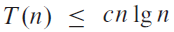 T(n) ≤ cn lg n